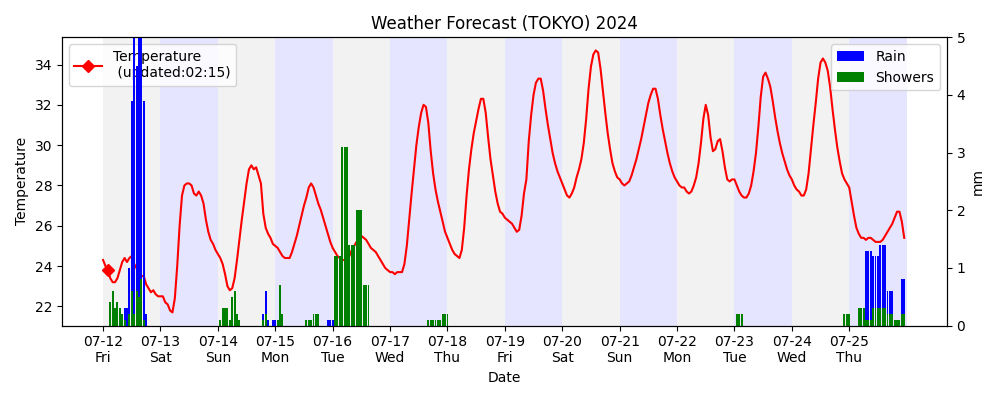 Weather Forecast (TOKYO) 2024
Temperature
(updated:02:15)
Rain
Showers
34
32
30
28
26
24
22
Temperature
5
4
3
2
1
0
mm
07-12 07-13 07-14 07-15 07-16 07-17 07-18 07-19 07-20 07-21 07-22 07-23 07-24 07-25
Fri Sat Sun Mon Tue Wed Thu Fri Sat Sun Mon Tue Wed Thu
Date